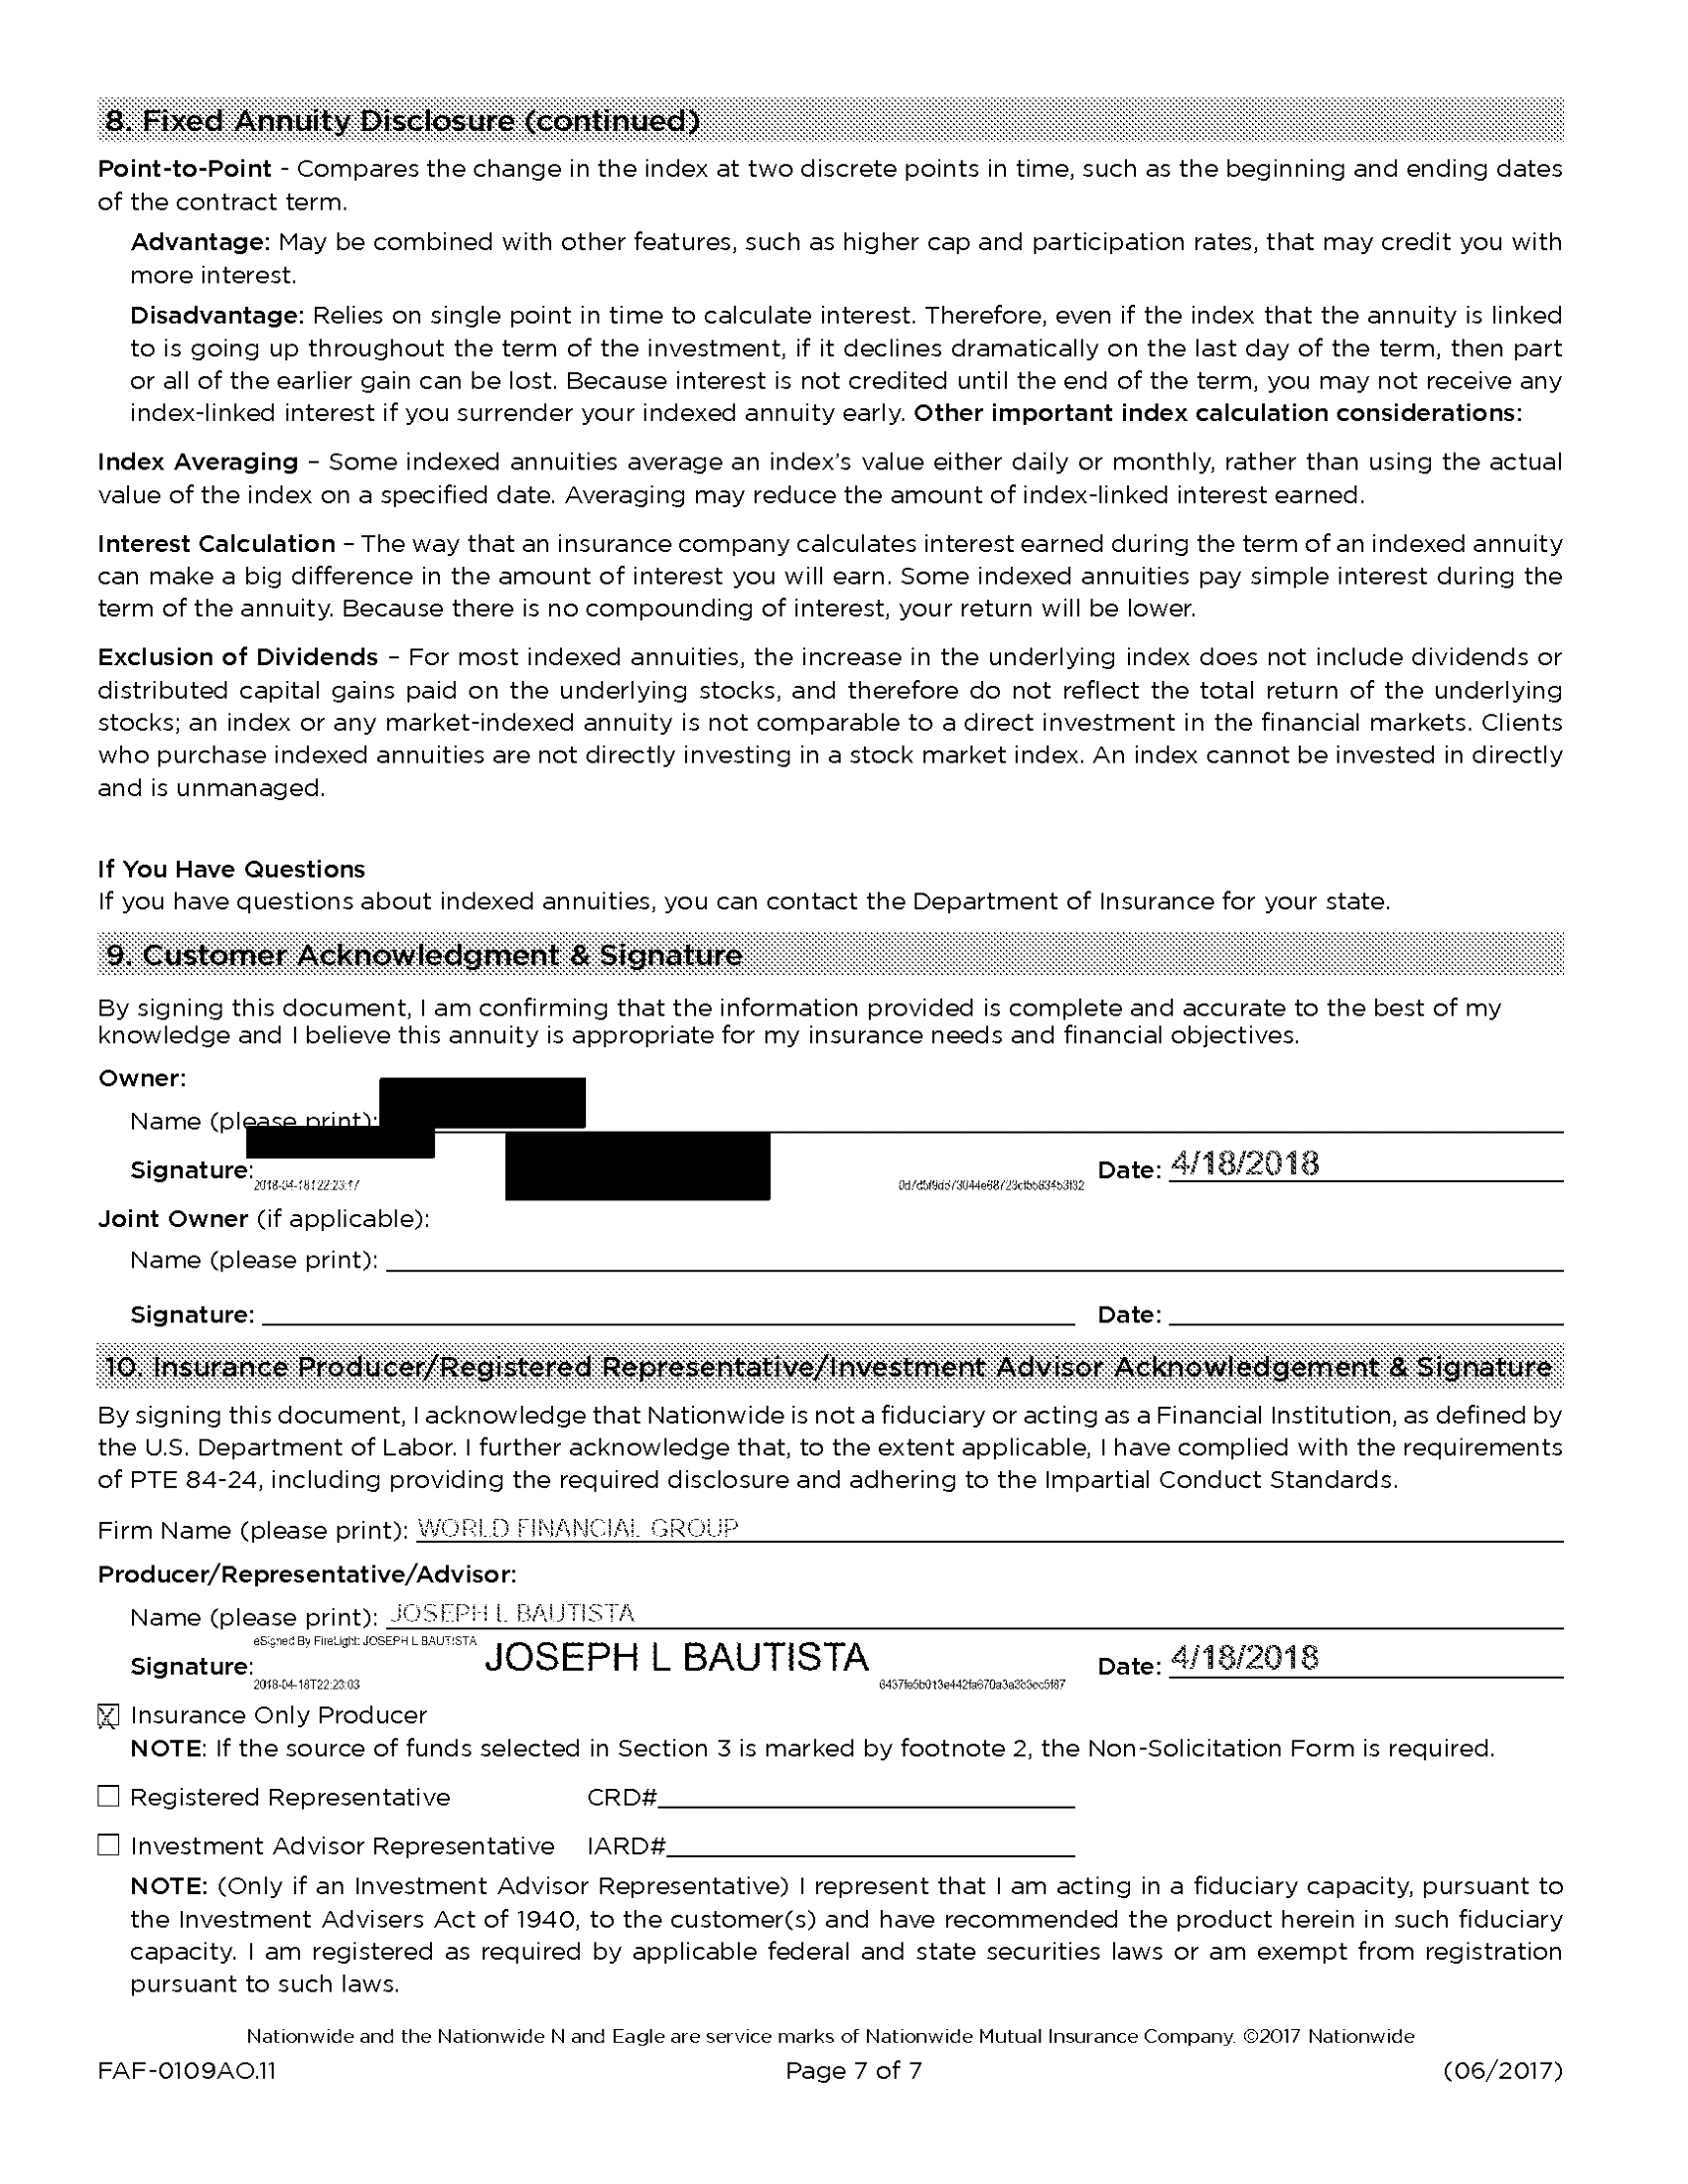 8. Fixed Annuity Disclosure (continued)
Point-to-Point - Compares the change in the index at two discrete points in time, such as the beginning and ending dates
of the contract term.
Advantage: May be combined with other features, such as higher cap and participation rates, that may credit you with
more interest.
Disadvantage: Relies on single point in time to calculate interest. Therefore, even if the index that the annuity is linked
to is going up throughout the term of the investment, if it declines dramatically on the last day of the term, then part
or all of the earlier gain can be lost. Because interest is not credited until the end of the term, you may not receive any
index-linked interest if you surrender your indexed annuity early. Other important index calculation considerations:
Index Averaging – Some indexed annuities average an index's value either daily or monthly, rather than using the actual
value of the index on a specified date. Averaging may reduce the amount of index-linked interest earned.
Interest Calculation – The way that an insurance company calculates interest earned during the term of an indexed annuity
can make a big difference in the amount of interest you will earn. Some indexed annuities pay simple interest during the
term of the annuity. Because there is no compounding of interest, your return will be lower.
Exclusion of Dividends – For most indexed annuities, the increase in the underlying index does not include dividends or
distributed capital gains paid on the underlying stocks, and therefore do not reflect the total return of the underlying
stocks; an index or any market-indexed annuity is not comparable to a direct investment in the financial markets. Clients
who purchase indexed annuities are not directly investing in a stock market index. An index cannot be invested in directly
and is unmanaged.
If You Have Questions
If you have questions about indexed annuities, you can contact the Department of Insurance for your state.
9. Customer Acknowledgment & Signature
By signing this document, I am confirming that the information provided is complete and accurate to the best of my
knowledge and I believe this annuity is appropriate for my insurance needs and financial objectives.
Owner:
Name (please print):
Signature: Date: 4/18/2018
2018-04-18T22:23:17
Joint Owner (if applicable):
Name (please print):
Signature: Date:
10. Insurance Producer/Registered Representative/Investment Advisor Acknowledgement & Signature
By signing this document, I acknowledge that Nationwide is not a fiduciary or acting as a Financial Institution, as defined by
the U.S. Department of Labor. I further acknowledge that, to the extent applicable, I have complied with the requirements
of PTE 84-24, including providing the required disclosure and adhering to the Impartial Conduct Standards.
Firm Name (please print): WORLD FINANCIAL GROUP
Producer/Representative/Advisor:
Name (please print): JOSEPH L BAUTISTA
eSigned By FireLight: JOSEPH L BAUTISTA
Signature: JOSEPH L BAUTISTA Date: 4/18/2018
2018-04-18T22:23:03
X Insurance Only Producer
NOTE: If the source of funds selected in Section 3 is marked by footnote 2, the Non-Solicitation Form is required.
Registered Representative CRD#
Investment Advisor Representative IARD#
NOTE: (Only if an Investment Advisor Representative) I represent that I am acting in a fiduciary capacity, pursuant to
the Investment Advisers Act of 1940, to the customer(s) and have recommended the product herein in such fiduciary
capacity. I am registered as required by applicable federal and state securities laws or am exempt from registration
pursuant to such laws.
Nationwide and the Nationwide N and Eagle are service marks of Nationwide Mutual Insurance Company. ©2017 Nationwide
FAF-0109AO.11 Page 7 of 7 (06/2017)